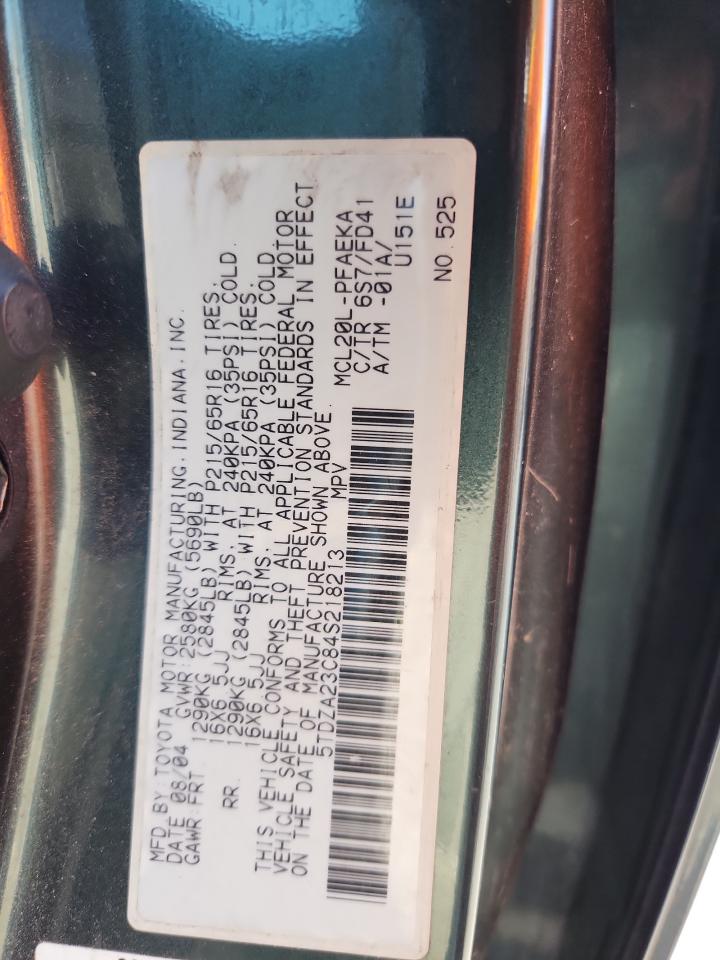 MFD.BY:TOYOTA MOTOR MANUFACTURING.INDIANA.INC.
DATE 08/04 GVWR:2580KG (5690LB)
GAWR FRT 1290KG (2845LB) WITH P215/65R16 TIRES.
16X6.5JJ RIMS. AT 240KPA (35PSI) COLD.
RR. 1290KG (2845LB) WITH P215/65R16 TIRES.
16X6.5JJ RIMS. AT 240KPA (35PSI) COLD
THIS VEHICLE CONFORMS TO ALL APPLICABLE FEDERAL MOTOR
VEHICLE SAFETY AND THEFT PREVENTION STANDARDS IN EFFECT
ON THE DATE OF MANUFACTURE SHOWN ABOVE.
5TDZA23C84S218213 MPV
MCL20L-PFAEKA
C/TR 6S7/FD41
A/TM -01A/
U151E
NO.525